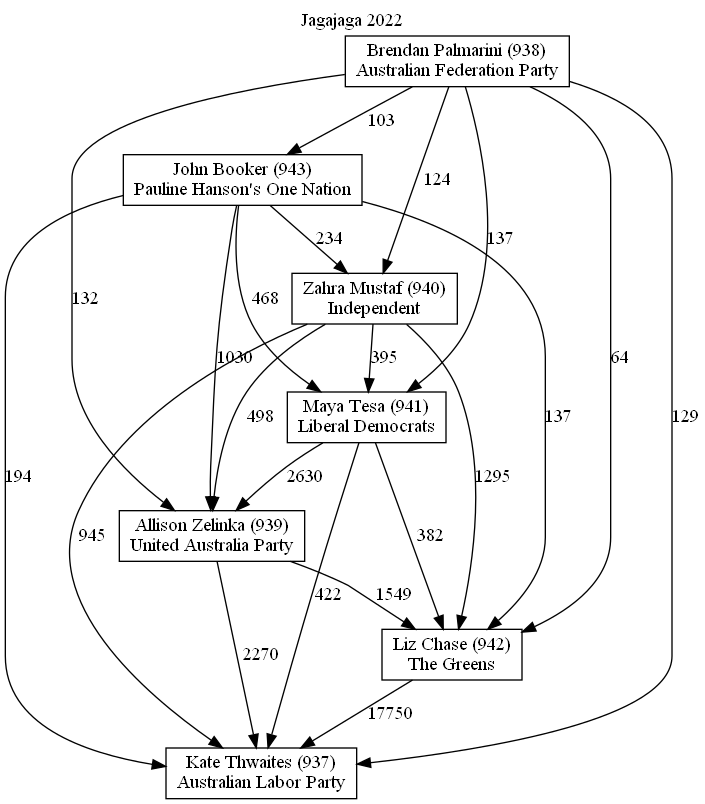 Jagajaga 2022
Brendan Palmarini (938)
Australian Federation Party
103
John Booker (943)
Pauline Hanson's One Nation
124
234
137
Zahra Mustaf (940)
Independent
132
468
1030
395
64
498
Maya Tesa (941)
Liberal Democrats
137
129
194
2630
1295
945
Allison Zelinka (939)
United Australia Party
382
422
1549
Liz Chase (942)
The Greens
2270
17750
Kate Thwaites (937)
Australian Labor Party